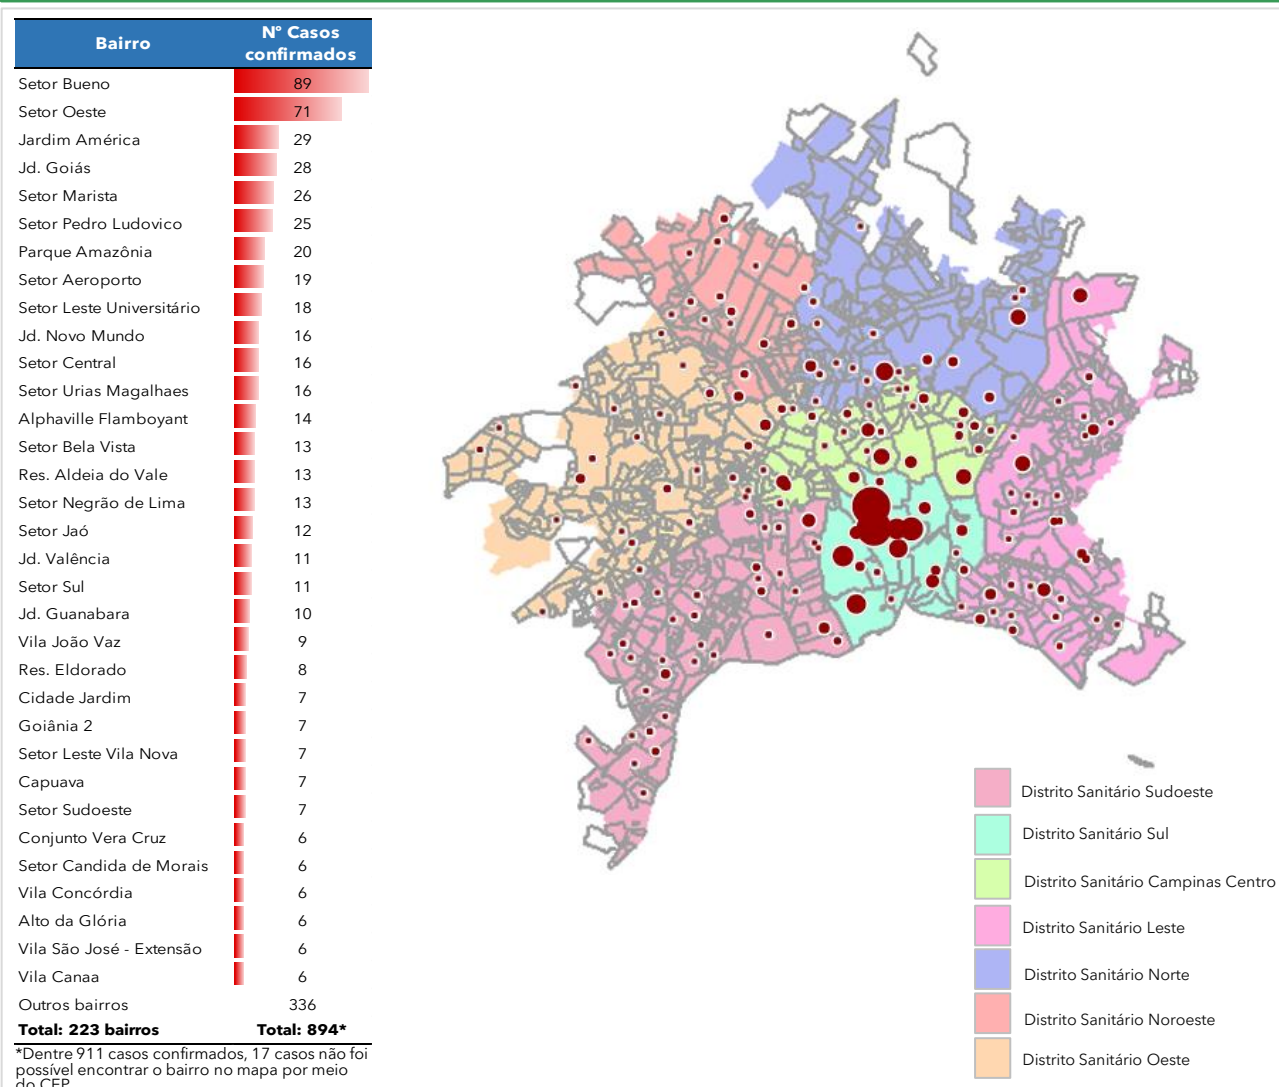 Bairro Nº Casos confirmados
Setor Bueno 89
Setor Oeste 71
Jardim América 29
Jd. Goiás 28
Setor Marista 26
Setor Pedro Ludovico 25
Parque Amazônia 20
Setor Aeroporto 19
Setor Leste Universitário 18
Jd. Novo Mundo 16
Setor Central 16
Setor Urias Magalhaes 16
Alphaville Flamboyant 14
Setor Bela Vista 13
Res. Aldeia do Vale 13
Setor Negrão de Lima 13
Setor Jaó 12
Jd. Valência 11
Setor Sul 11
Jd. Guanabara 10
Vila João Vaz 9
Res. Eldorado 8
Cidade Jardim 7
Goiânia 2 7
Setor Leste Vila Nova 7
Capuava 7
Setor Sudoeste 7
Conjunto Vera Cruz 6
Setor Candida de Morais 6
Vila Concórdia 6
Alto da Glória 6
Vila São José - Extensão 6
Vila Canaa 6
Outros bairros 336
Total: 223 bairros Total: 894*
*Dentre 911 casos confirmados, 17 casos não foi
possível encontrar o bairro no mapa por meio
do CEP
Distrito Sanitário Sudoeste
Distrito Sanitário Sul
Distrito Sanitário Campinas Centro
Distrito Sanitário Leste
Distrito Sanitário Norte
Distrito Sanitário Noroeste
Distrito Sanitário Oeste